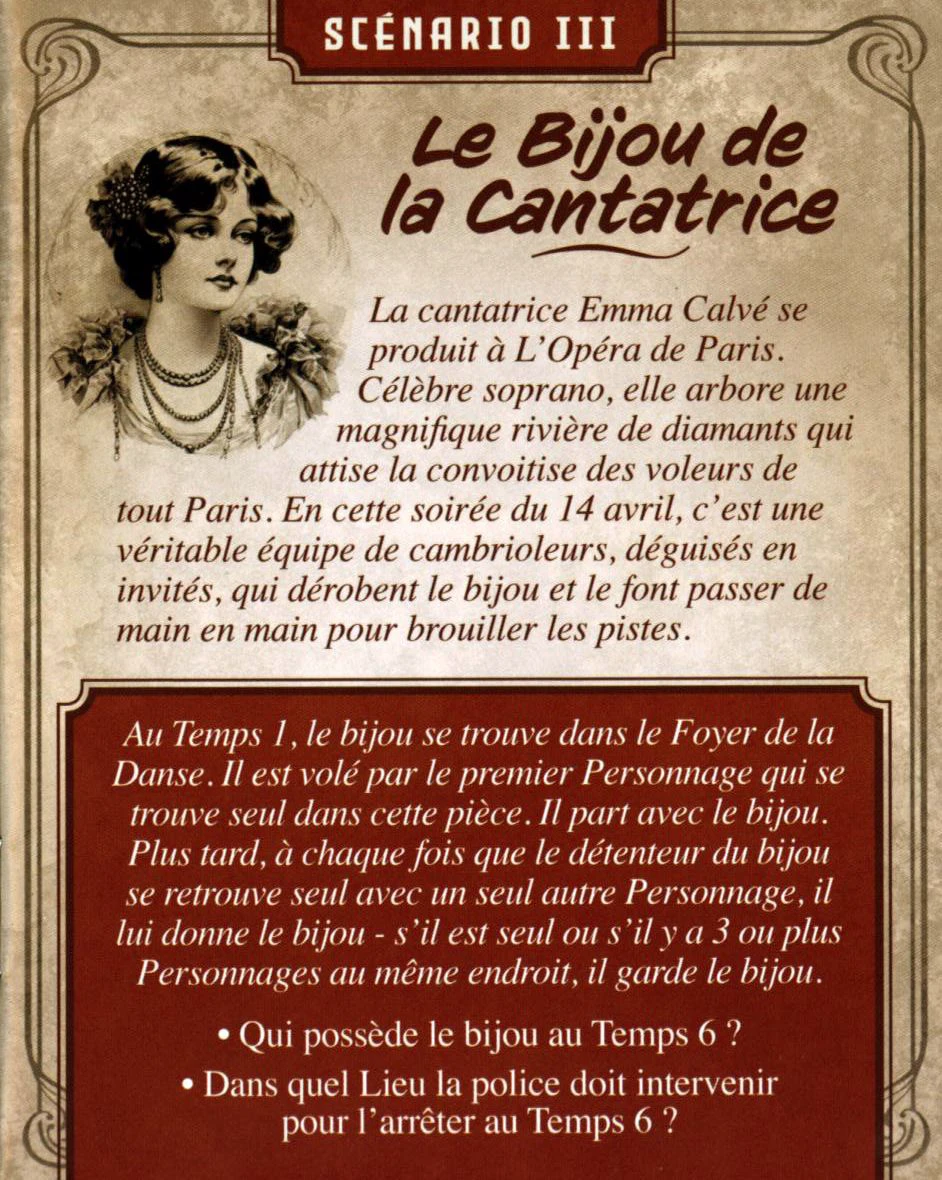 SCÉNARIO III
Le Bijou de
la Cantatrice
La cantatrice Emma Calvé se
produit à L'Opéra de Paris.
Célèbre soprano, elle arbore une
magnifique rivière de diamants qui
attise la convoitise des voleurs de
tout Paris. En cette soirée du 14 avril, c'est une
véritable équipe de cambrioleurs, déguisés en
invités, qui dérobent le bijou et le font passer de
main en main pour brouiller les pistes.
Au Temps 1, le bijou se trouve dans le Foyer de la
Danse. Il est volé par le premier Personnage qui se
trouve seul dans cette pièce. Il part avec le bijou.
Plus tard, à chaque fois que le détenteur du bijou
se retrouve seul avec un seul autre Personnage, il
lui donne le bijou - s'il est seul ou s'il y a 3 ou plus
Personnages au même endroit, il garde le bijou.
• Qui possède le bijou au Temps 6 ?
• Dans quel Lieu la police doit intervenir
pour l'arrêter au Temps 6 ?